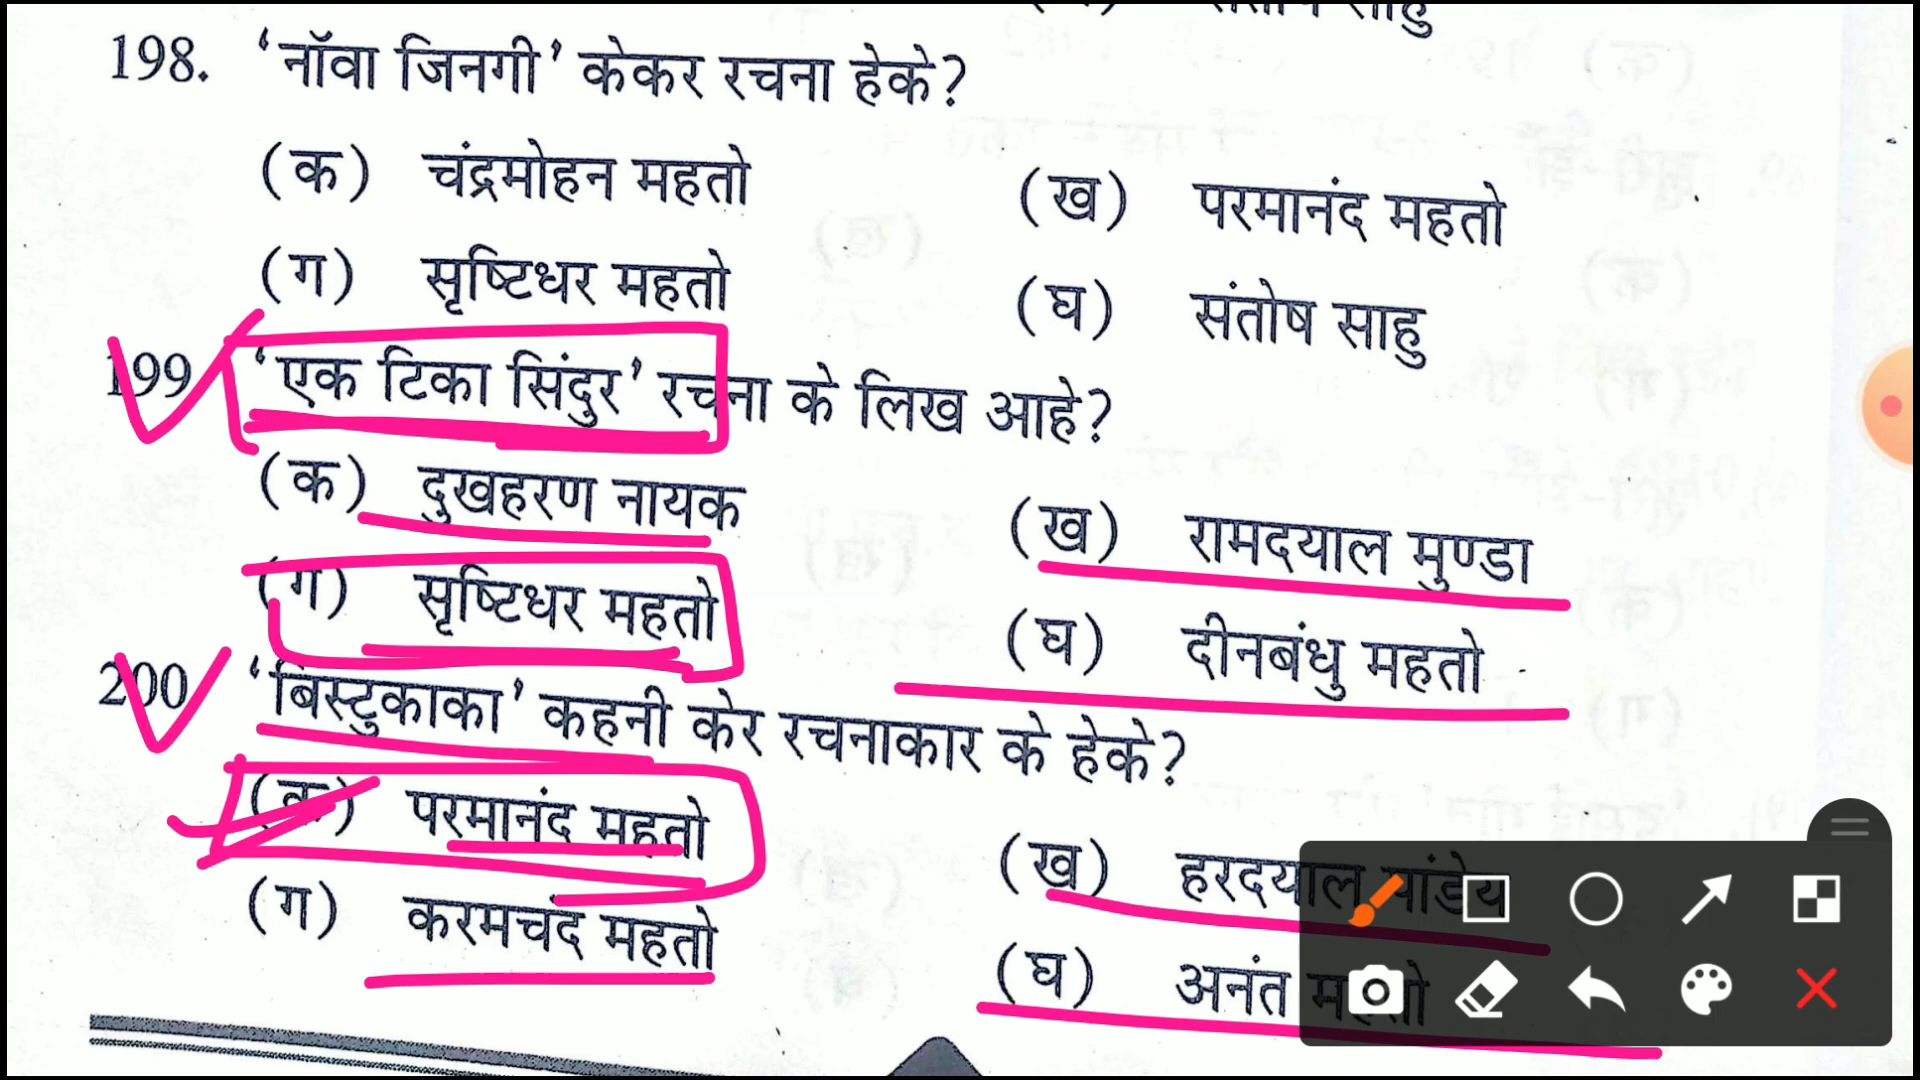 साहु
198. ‘नॉवा जिनगी’ केकर रचना हेके?
(क) चंद्रमोहन महतो
(ख) परमानंद महतो
(ग) सृष्टिधर महतो
(घ) संतोष साहु
199 ‘एक टिका सिंदुर’ रचना के लिख आहे?
(क) दुखहरण नायक
(ख) रामदयाल मुण्डा
(ग) सृष्टिधर महतो
(घ) दीनबंधु महतो
200 ‘बिस्टुकाका’ कहनी केर रचनाकार के हेके?
(क) परमानंद महतो
(ख) हरदयाल पांडेय
(ग) करमचंद महतो
(घ) अनंत महतो